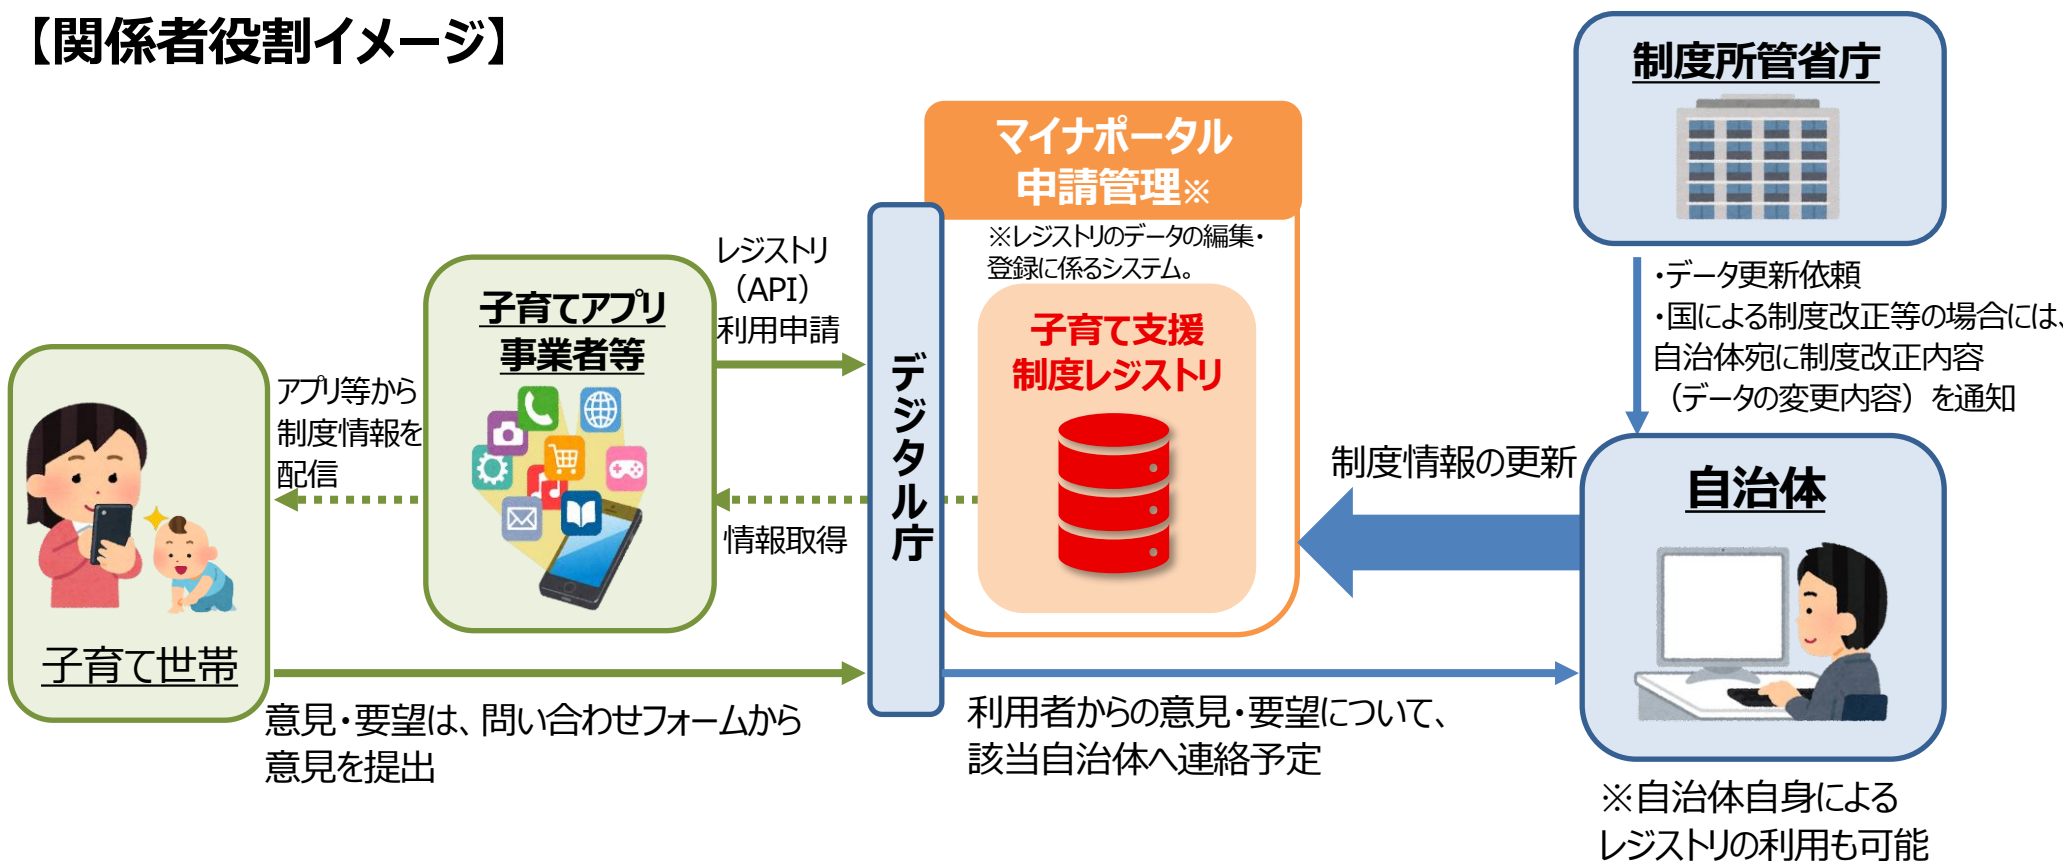 【関係者役割イメージ】
制度所管省庁
マイナポータル
申請管理※
※レジストリのデータの編集・
登録に係るシステム。
子育て支援
制度レジストリ
デジタル庁
レジストリ
（API）
利用申請
子育てアプリ
事業者等
アプリ等から
制度情報を
配信
情報取得
子育て世帯
意見・要望は、問い合わせフォームから
意見を提出
利用者からの意見・要望について、
該当自治体へ連絡予定
・データ更新依頼
・国による制度改正等の場合には、
自治体宛に制度改正内容
（データの変更内容）を通知
制度情報の更新
自治体
※自治体自身による
レジストリの利用も可能